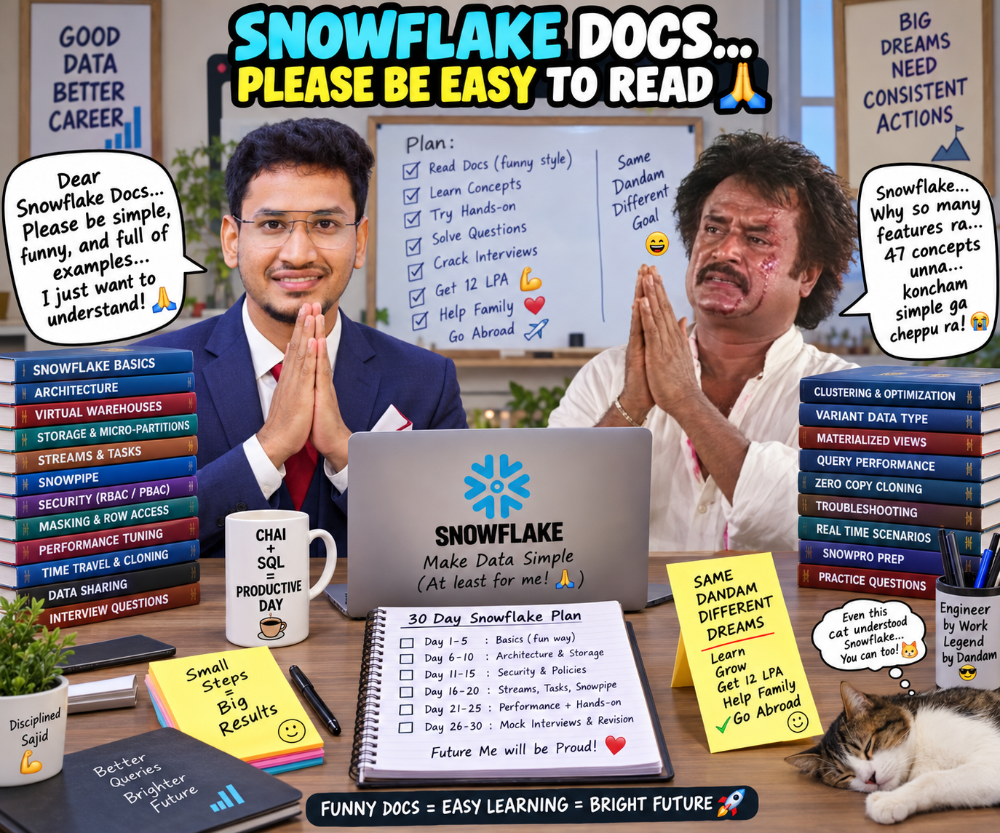 SNOWFLAKE DOCS...
PLEASE BE EASY TO READ 🙏
GOOD
DATA
BETTER
CAREER
BIG
DREAMS
NEED
CONSISTENT
ACTIONS
Dear
Snowflake Docs...
Please be simple,
funny, and full of
examples...
I just want to
understand! 🙏
Plan:
Read Docs (funny style)
Learn Concepts
Try Hands-on
Solve Questions
Crack Interviews
Get 12 LPA 💪
Help Family ❤️
Go Abroad ✈️
Same
Dandam
Different
Goal
😄
Snowflake...
Why so many
features ra...
47 concepts
unna...
koncham
simple ga
cheppu ra! 😭
SNOWFLAKE BASICS
ARCHITECTURE
VIRTUAL WAREHOUSES
STORAGE & MICRO-PARTITIONS
STREAMS & TASKS
SNOWPIPE
SECURITY (RBAC / PBAC)
MASKING & ROW ACCESS
PERFORMANCE TUNING
TIME TRAVEL & CLONING
DATA SHARING
INTERVIEW QUESTIONS
CLUSTERING & OPTIMIZATION
VARIANT DATA TYPE
MATERIALIZED VIEWS
QUERY PERFORMANCE
ZERO COPY CLONING
TROUBLESHOOTING
REAL TIME SCENARIOS
SNOWPRO PREP
PRACTICE QUESTIONS
CHAI
+
SQL
=
PRODUCTIVE
DAY
SNOWFLAKE
Make Data Simple
(At least for me! 🙏)
30 Day Snowflake Plan
Day 1-5 : Basics (fun way)
Day 6-10 : Architecture & Storage
Day 11-15 : Security & Policies
Day 16-20 : Streams, Tasks, Snowpipe
Day 21-25 : Performance + Hands-on
Day 26-30 : Mock Interviews & Revision
Future Me will be Proud! ❤️
SAME
DANDAM
DIFFERENT
DREAMS
Learn
Grow
Get 12 LPA
Help Family
✓ Go Abroad
Even this
cat understood
Snowflake...
You can too! 🐱
Engineer
by Work
Legend
by Dandam
😎
Small
Steps
=
Big
Results
Disciplined
Sajid
💪
Better
Queries
Brighter
Future
FUNNY DOCS = EASY LEARNING = BRIGHT FUTURE 🚀